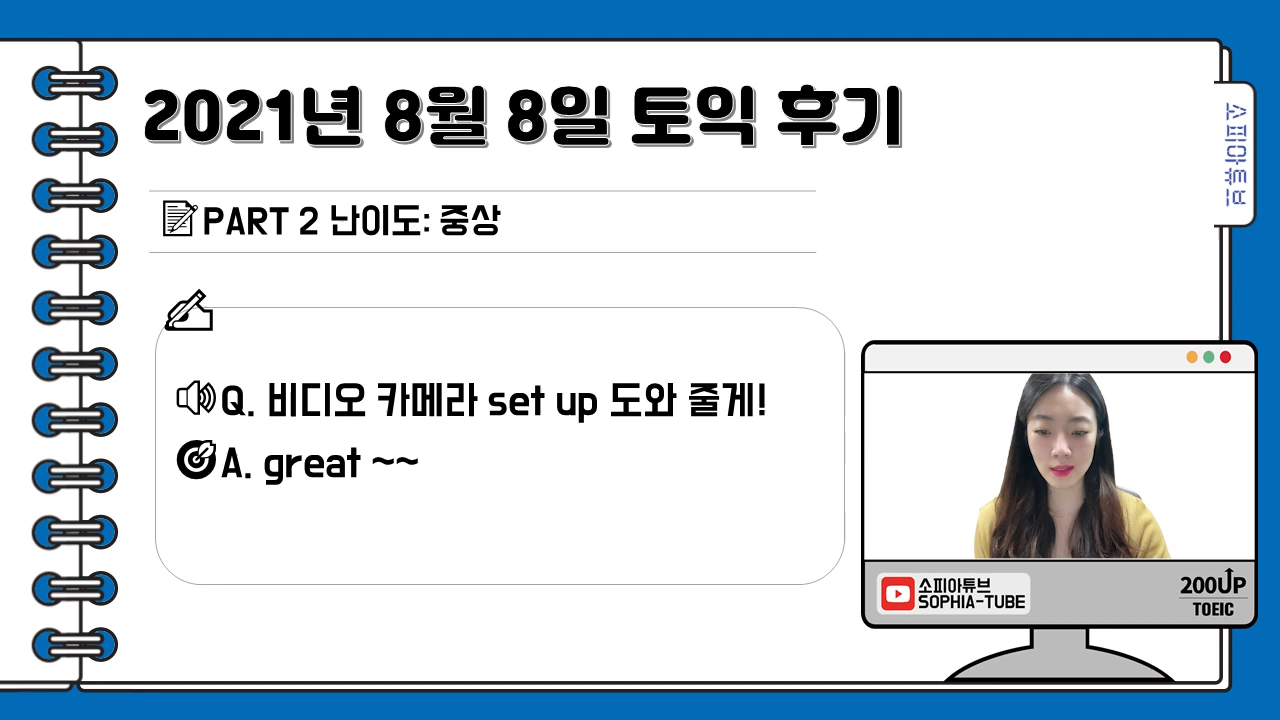 2021년 8월 8일 토익 후기
소피아튜브
PART 2 난이도: 중상
Q. 비디오 카메라 set up 도와 줄게!
A. great ~~
소피아튜브
SOPHIA-TUBE
200UP
TOEIC